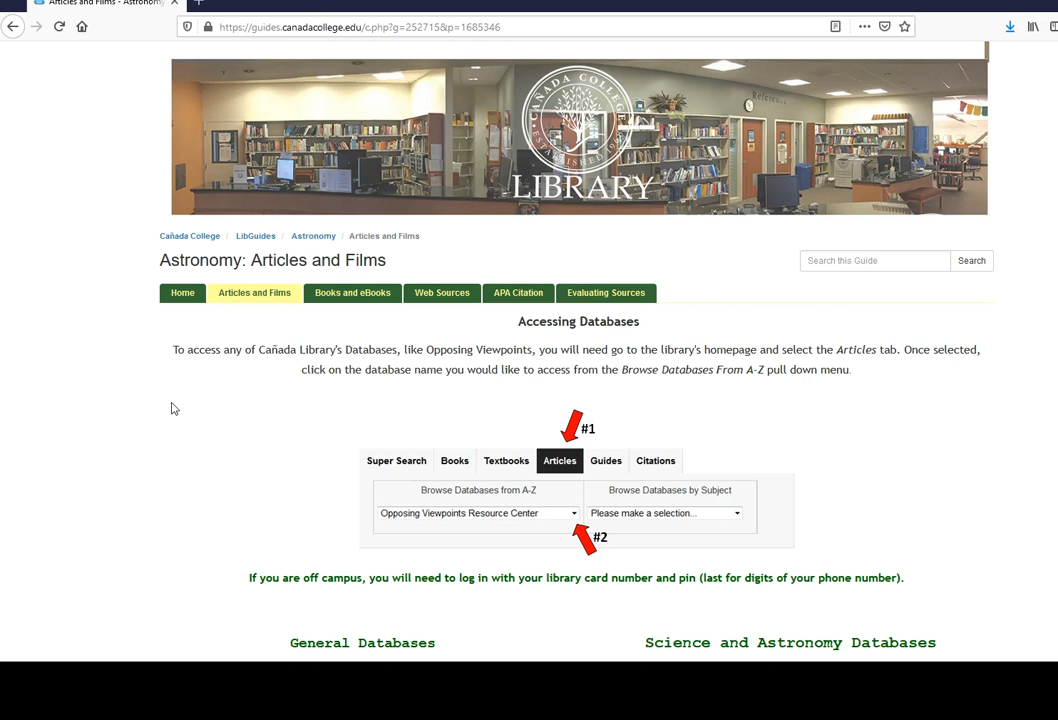 Articles and Films - Astronomy
https://guides.canadacollege.edu/c.php?g=252715&p=1685346
CAÑADA COLLEGE
ESTABLISHED 1968
Reference
LIBRARY
Cañada College / LibGuides / Astronomy / Articles and Films
Astronomy: Articles and Films
Search this Guide Search
Home Articles and Films Books and eBooks Web Sources APA Citation Evaluating Sources
Accessing Databases
To access any of Cañada Library's Databases, like Opposing Viewpoints, you will need go to the library's homepage and select the Articles tab. Once selected,
click on the database name you would like to access from the Browse Databases From A-Z pull down menu.
#1
Super Search Books Textbooks Articles Guides Citations
Browse Databases from A-Z Browse Databases by Subject
Opposing Viewpoints Resource Center Please make a selection...
#2
If you are off campus, you will need to log in with your library card number and pin (last for digits of your phone number).
General Databases Science and Astronomy Databases